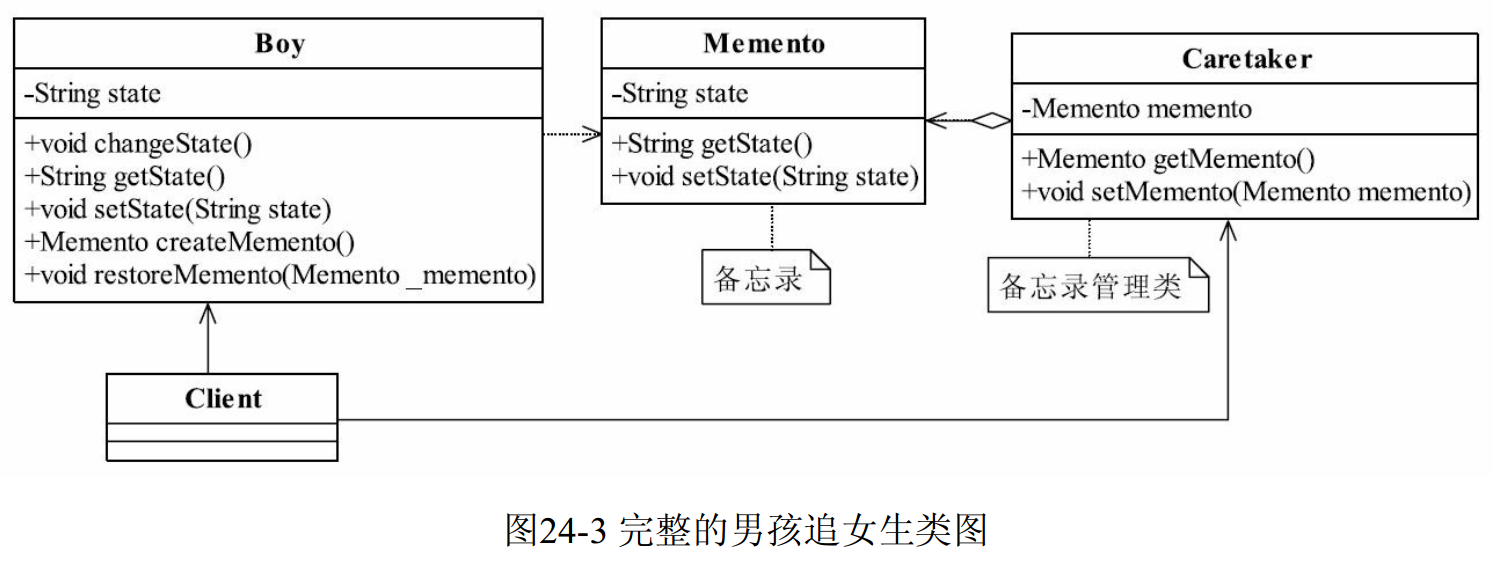 Boy
-String state
+void changeState()
+String getState()
+void setState(String state)
+Memento createMemento()
+void restoreMemento(Memento _memento)
Memento
-String state
+String getState()
+void setState(String state)
备忘录
Caretaker
-Memento memento
+Memento getMemento()
+void setMemento(Memento memento)
备忘录管理类
Client
图24-3 完整的男孩追女生类图